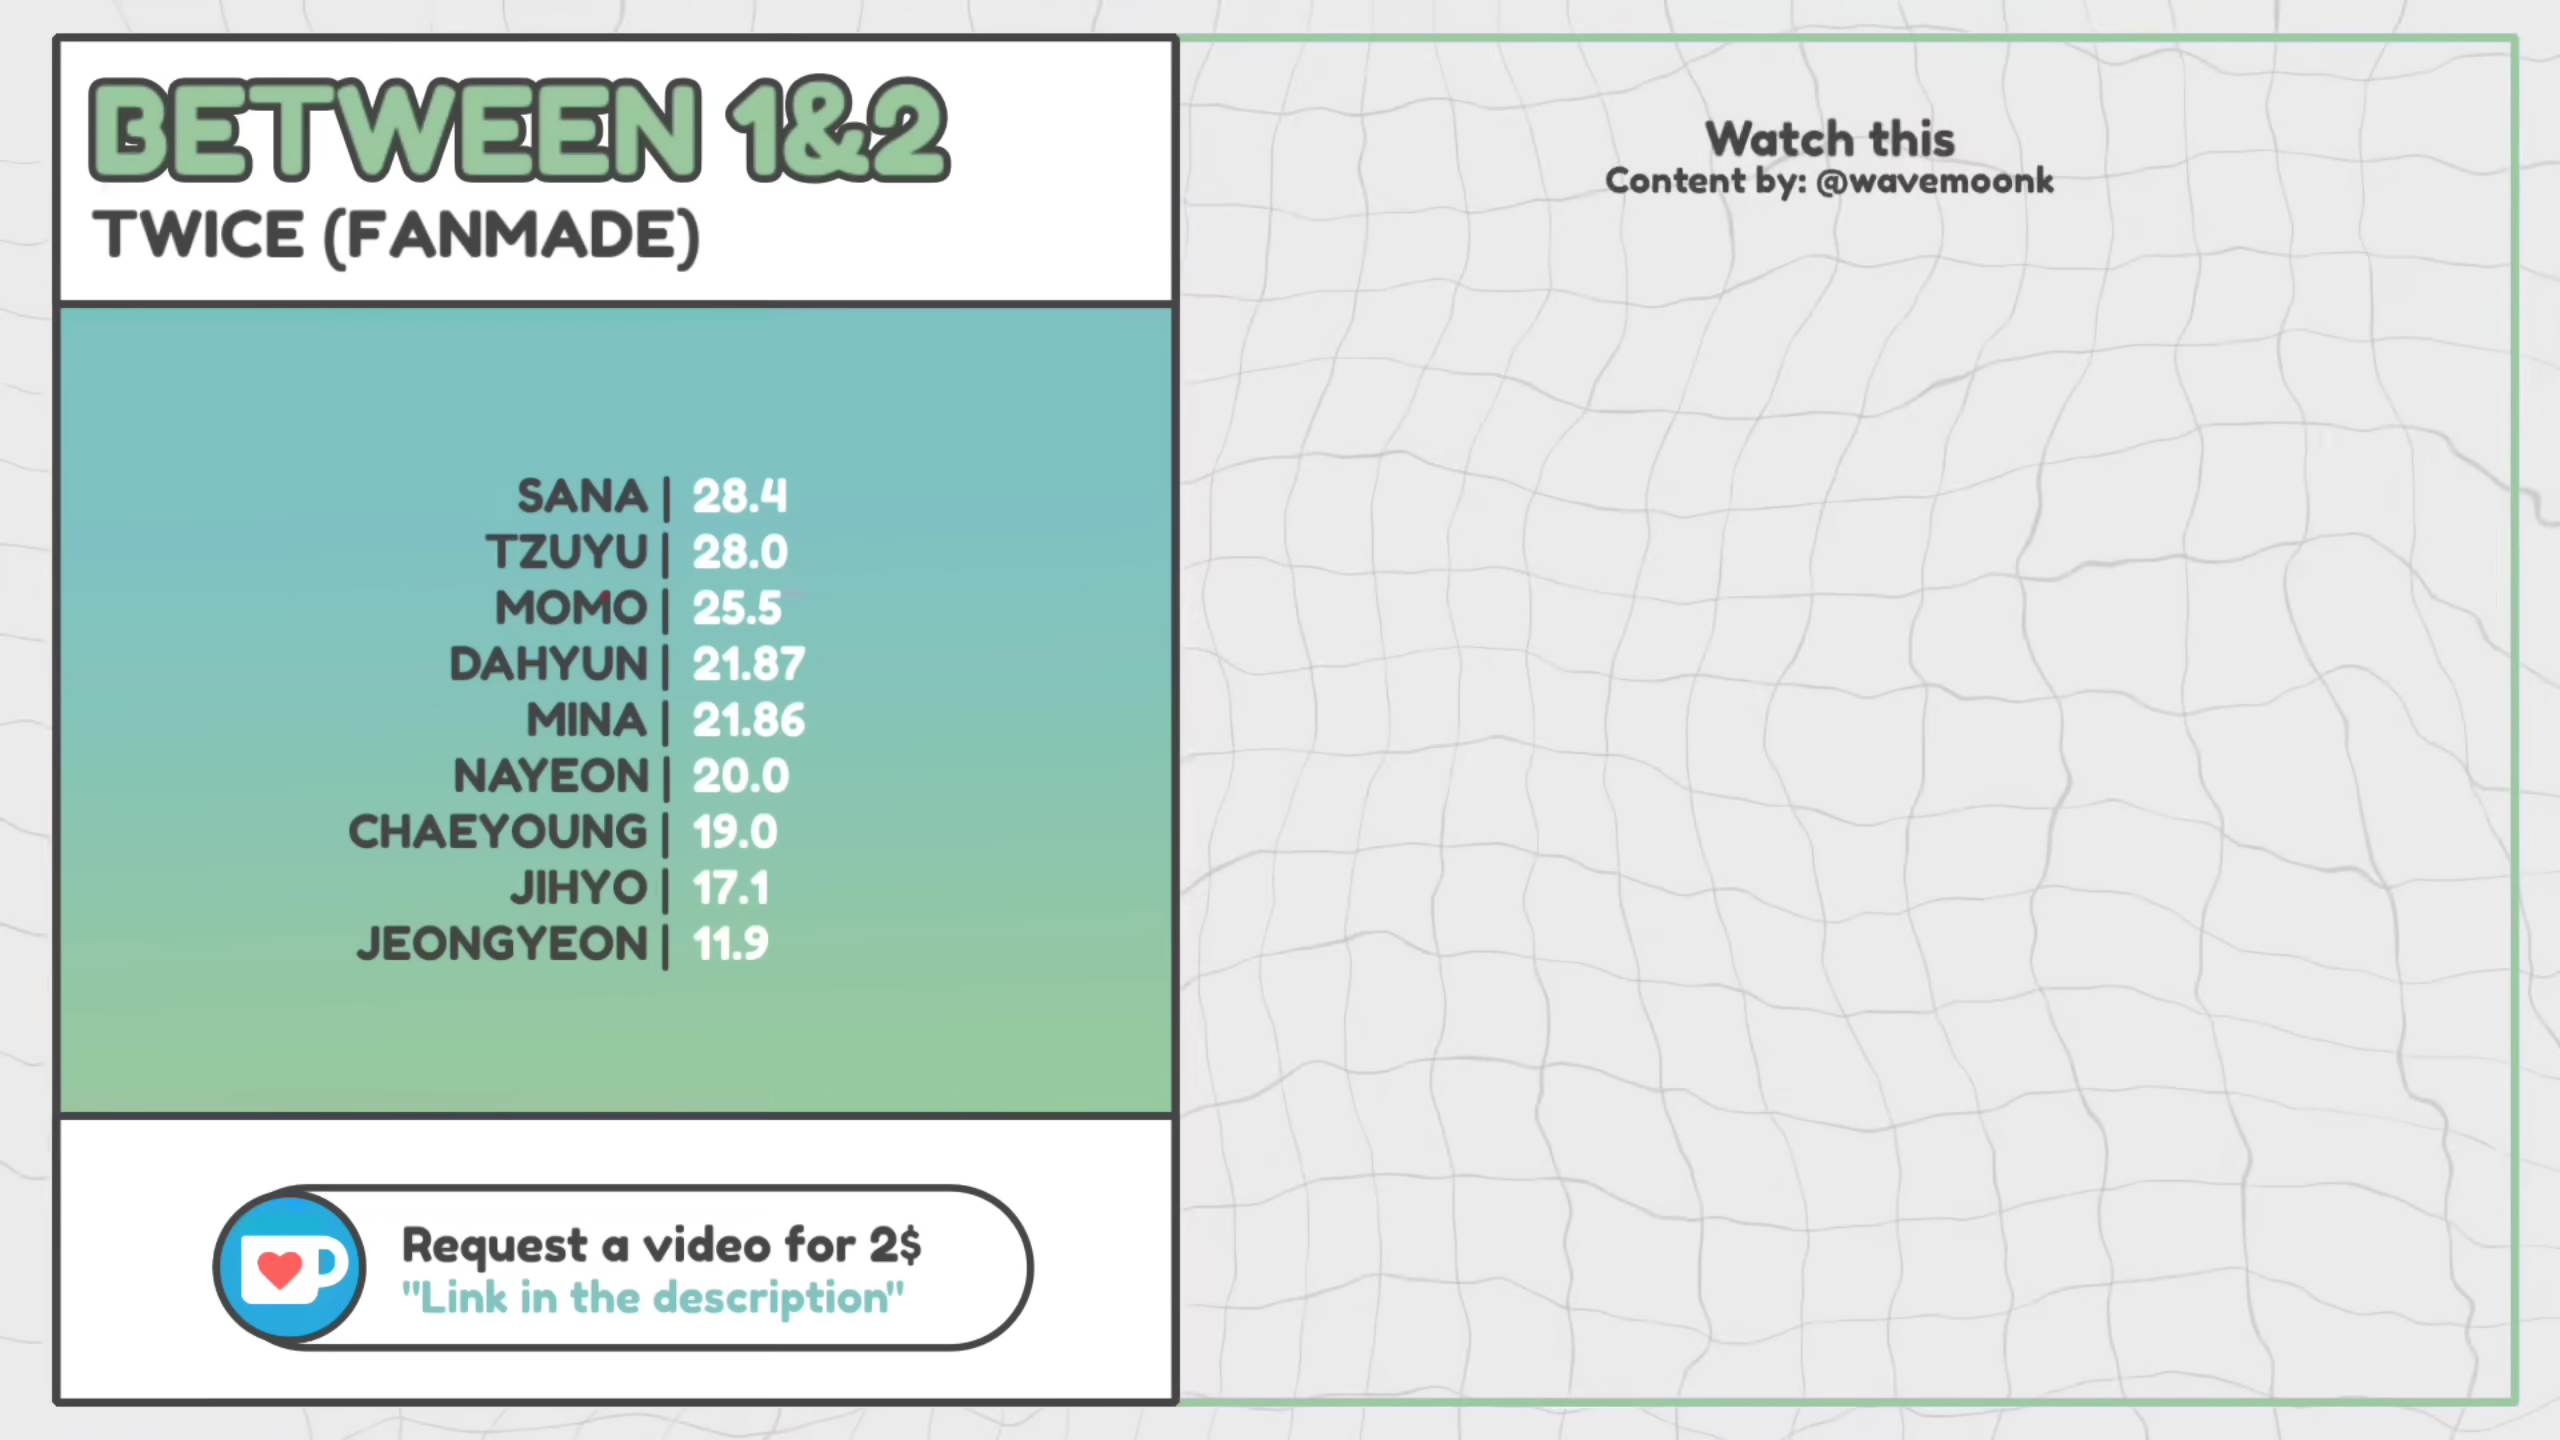 BETWEEN 1&2
TWICE (FANMADE)
SANA | 28.4
TZUYU | 28.0
MOMO | 25.5
DAHYUN | 21.87
MINA | 21.86
NAYEON | 20.0
CHAEYOUNG | 19.0
JIHYO | 17.1
JEONGYEON | 11.9
Request a video for 2$
"Link in the description"
Watch this
Content by: @wavemoonk